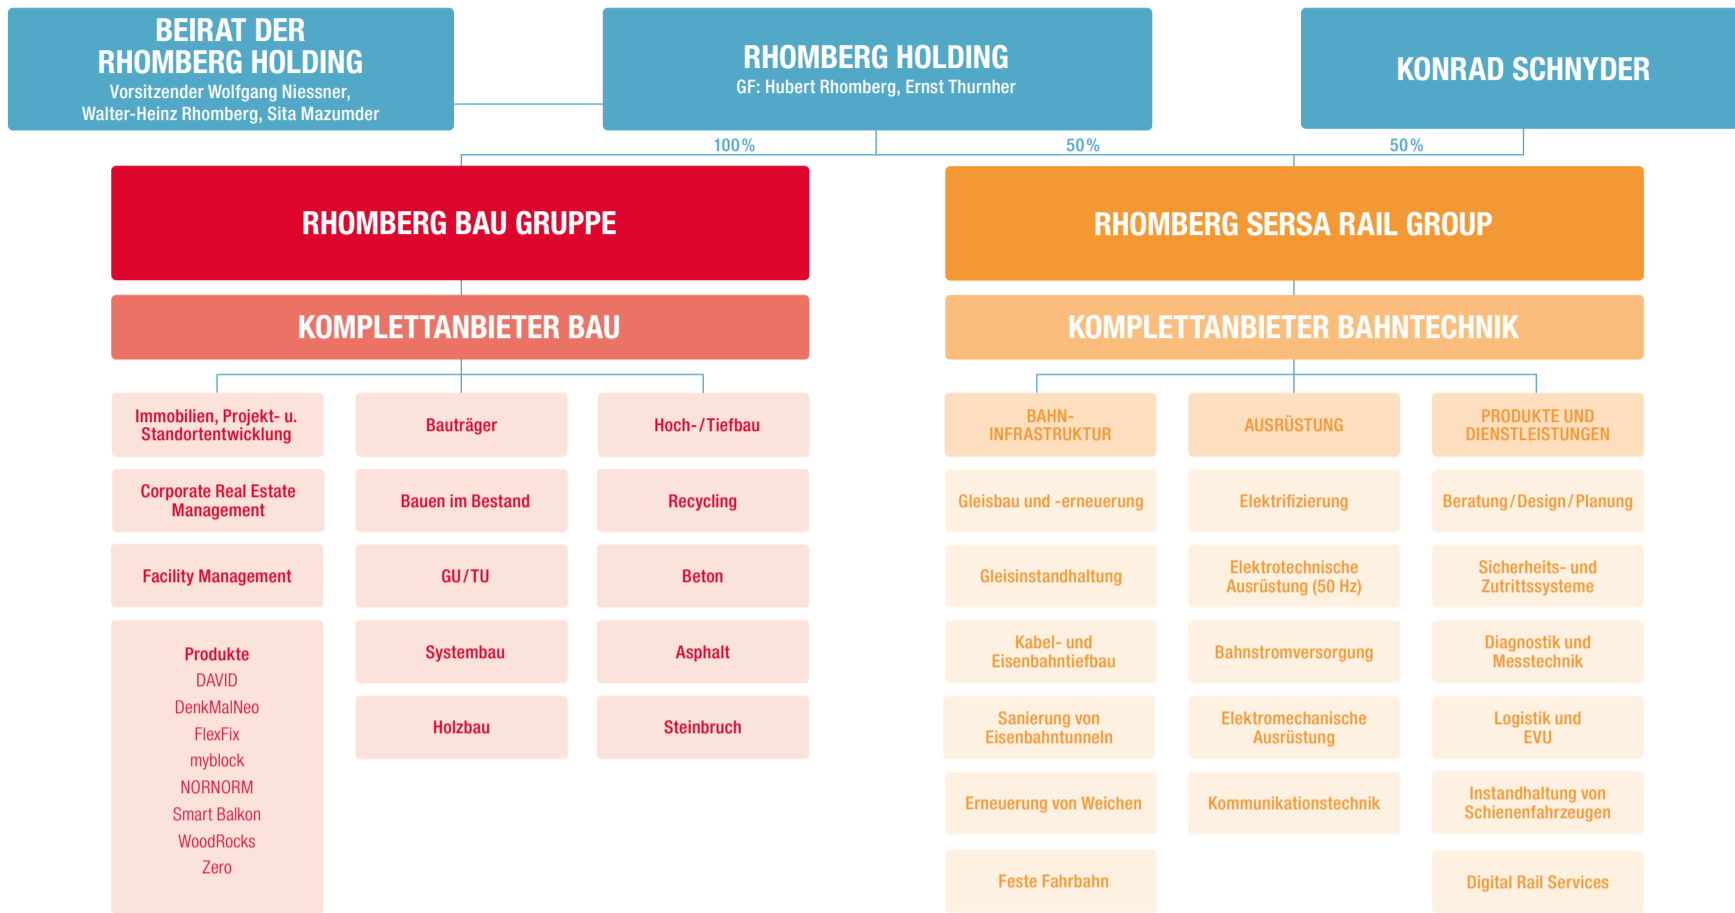 BEIRAT DER
RHOMBERG HOLDING
Vorsitzender Wolfgang Niessner,
Walter-Heinz Rhomberg, Sita Mazumder
RHOMBERG HOLDING
GF: Hubert Rhomberg, Ernst Thurnher
KONRAD SCHNYDER
100%
50%
50%
RHOMBERG BAU GRUPPE
KOMPLETTANBIETER BAU
Immobilien, Projekt- u.
Standortentwicklung
Corporate Real Estate
Management
Facility Management
Produkte
DAVID
DenkMalNeo
FlexFix
myblock
NORNORM
Smart Balkon
WoodRocks
Zero
Bauträger
Bauen im Bestand
GU/TU
Systembau
Holzbau
Hoch-/Tiefbau
Recycling
Beton
Asphalt
Steinbruch
RHOMBERG SERSA RAIL GROUP
KOMPLETTANBIETER BAHNTECHNIK
BAHN-
INFRASTRUKTUR
Gleisbau und -erneuerung
Gleisinstandhaltung
Kabel- und
Eisenbahntiefbau
Sanierung von
Eisenbahntunneln
Erneuerung von Weichen
Feste Fahrbahn
AUSRÜSTUNG
Elektrifizierung
Elektrotechnische
Ausrüstung (50 Hz)
Bahnstromversorgung
Elektromechanische
Ausrüstung
Kommunikationstechnik
PRODUKTE UND
DIENSTLEISTUNGEN
Beratung/Design/Planung
Sicherheits- und
Zutrittssysteme
Diagnostik und
Messtechnik
Logistik und
EVU
Instandhaltung von
Schienenfahrzeugen
Digital Rail Services